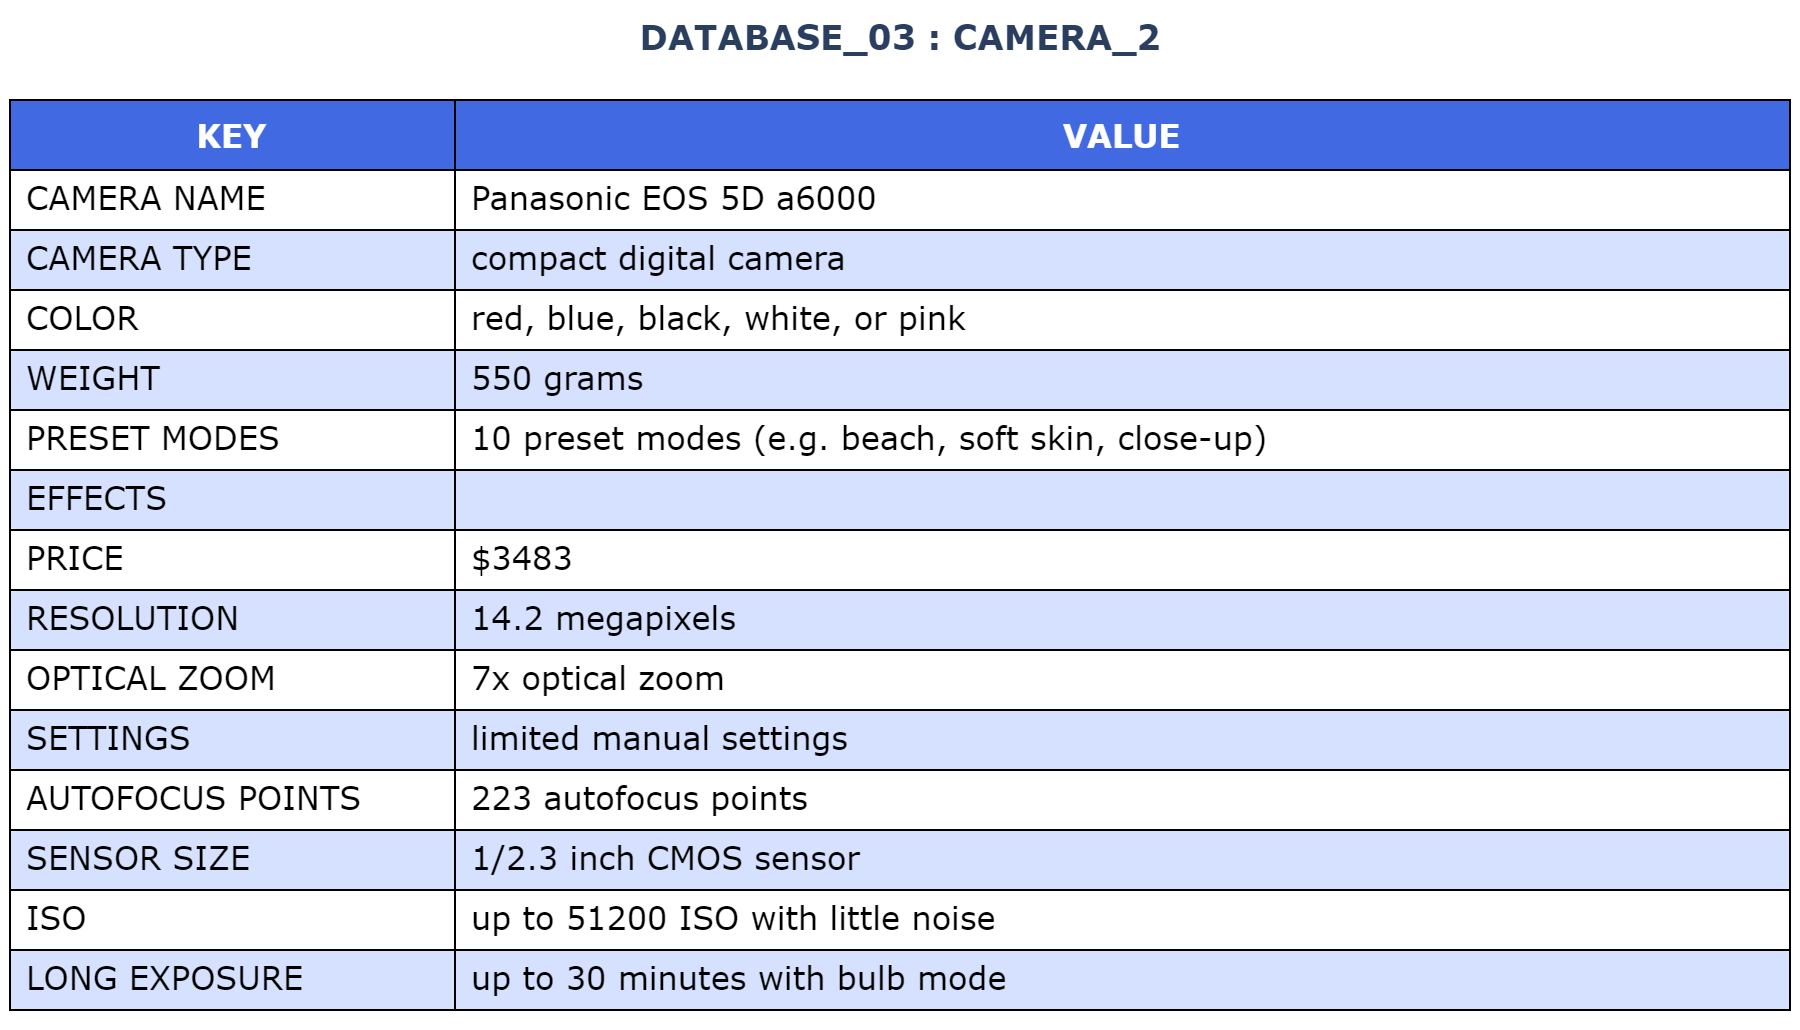 DATABASE_03 : CAMERA_2
KEY VALUE
CAMERA NAME Panasonic EOS 5D a6000
CAMERA TYPE compact digital camera
COLOR red, blue, black, white, or pink
WEIGHT 550 grams
PRESET MODES 10 preset modes (e.g. beach, soft skin, close-up)
EFFECTS
PRICE $3483
RESOLUTION 14.2 megapixels
OPTICAL ZOOM 7x optical zoom
SETTINGS limited manual settings
AUTOFOCUS POINTS 223 autofocus points
SENSOR SIZE 1/2.3 inch CMOS sensor
ISO up to 51200 ISO with little noise
LONG EXPOSURE up to 30 minutes with bulb mode